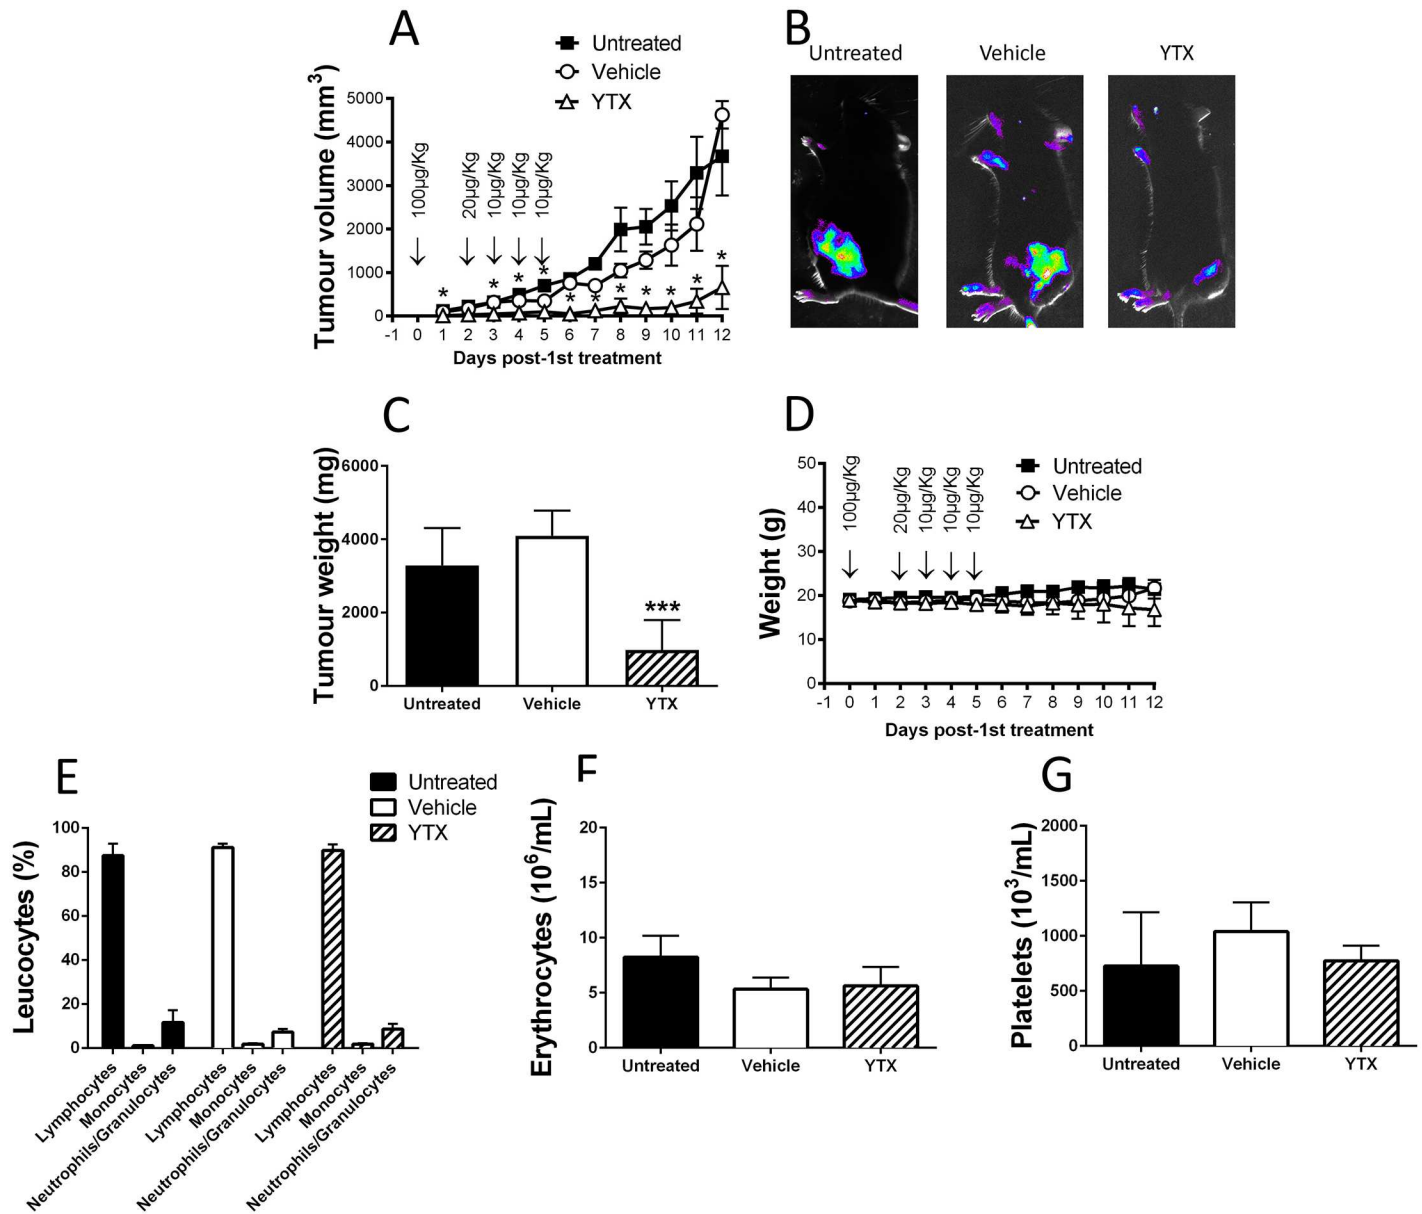 A
Untreated
Vehicle
YTX
Tumour volume (mm3)
5000
4000
3000
2000
1000
0
100µg/Kg
20µg/Kg
10µg/Kg
10µg/Kg
10µg/Kg
* * * * * * * * * *
-1 0 1 2 3 4 5 6 7 8 9 10 11 12
Days post-1st treatment
B
Untreated Vehicle YTX
C
Tumour weight (mg)
6000
4000
2000
0
***
Untreated Vehicle YTX
D
Untreated
Vehicle
YTX
Weight (g)
50
40
30
20
10
0
100µg/Kg
20µg/Kg
10µg/Kg
10µg/Kg
10µg/Kg
-1 0 1 2 3 4 5 6 7 8 9 10 11 12
Days post-1st treatment
E
Untreated
Vehicle
YTX
Leucocytes (%)
100
80
60
40
20
0
Lymphocytes
Monocytes
Neutrophils/Granulocytes
Lymphocytes
Monocytes
Neutrophils/Granulocytes
Lymphocytes
Monocytes
Neutrophils/Granulocytes
F
Erythrocytes (106/mL)
20
15
10
5
0
Untreated Vehicle YTX
G
Platelets (103/mL)
2000
1500
1000
500
0
Untreated Vehicle YTX